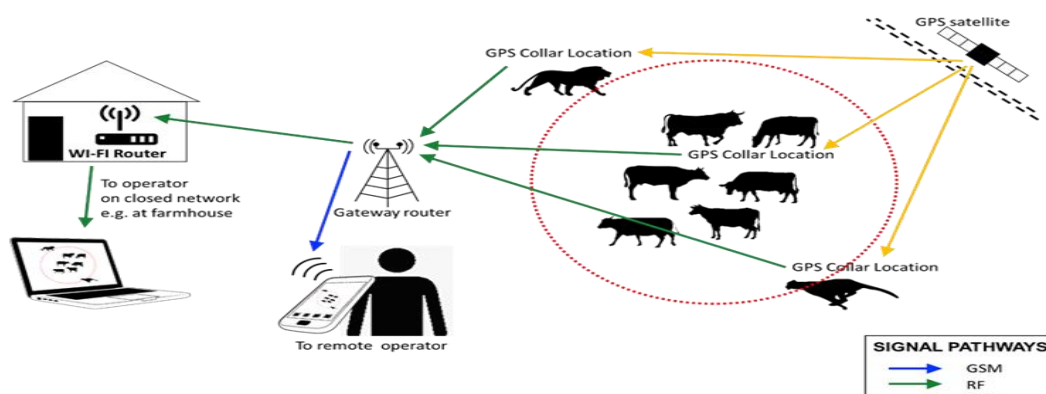 GPS satellite
GPS Collar Location
WI-FI Router
GPS Collar Location
To operator
on closed network
e.g. at farmhouse
Gateway router
GPS Collar Location
To remote operator
SIGNAL PATHWAYS
GSM
RF